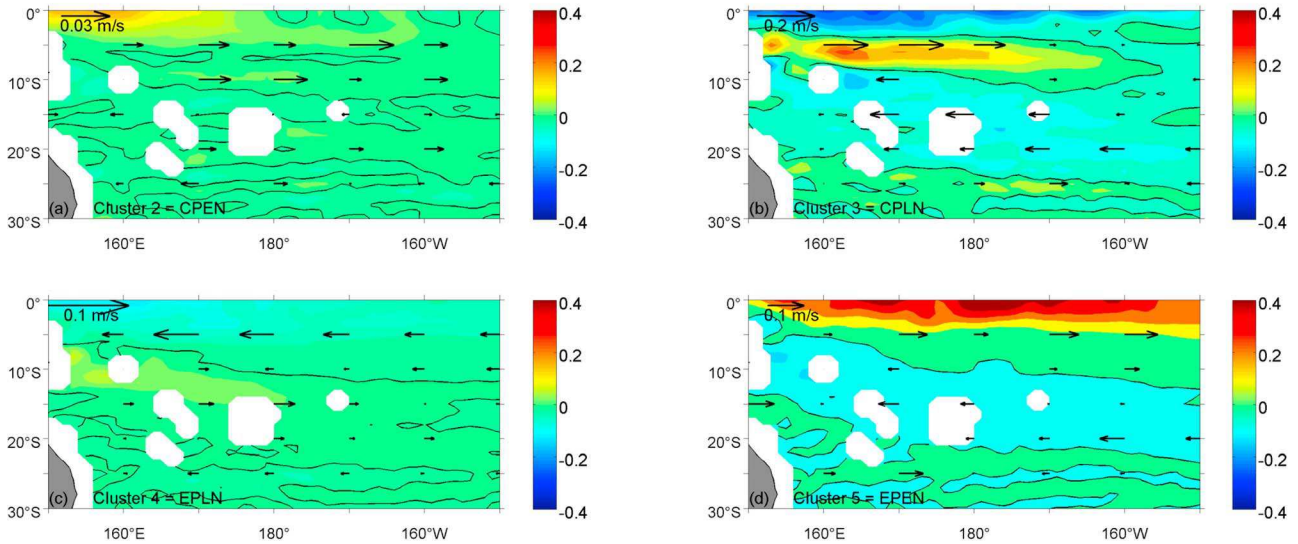 0°
10°S
20°S
30°S
0.03 m/s
(a)
Cluster 2 = CPEN
160°E
180°
160°W
0.4
0.2
0
-0.2
-0.4
0°
10°S
20°S
30°S
0.2 m/s
(b)
Cluster 3 = CPLN
160°E
180°
160°W
0.4
0.2
0
-0.2
-0.4
0°
10°S
20°S
30°S
0.1 m/s
(c)
Cluster 4 = EPLN
160°E
180°
160°W
0.4
0.2
0
-0.2
-0.4
0°
10°S
20°S
30°S
0.1 m/s
(d)
Cluster 5 = EPEN
160°E
180°
160°W
0.4
0.2
0
-0.2
-0.4